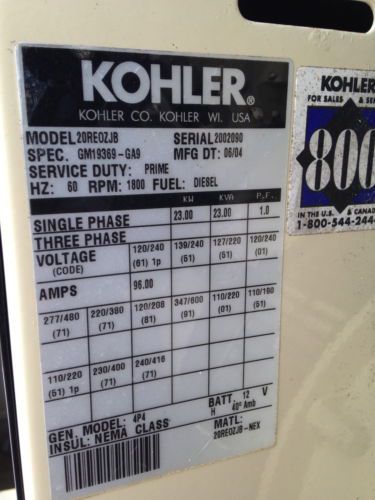 KOHLER®
KOHLER CO. KOHLER WI. USA
MODEL 20REOZJB SERIAL 2002090
SPEC. GM19369-GA9 MFG DT: 06/04
SERVICE DUTY: PRIME
HZ: 60 RPM: 1800 FUEL: DIESEL
KW KVA P.F.
SINGLE PHASE 23.00 23.00 1.0
THREE PHASE
VOLTAGE 120/240 139/240 127/220 120/240
(CODE) (61) 1p (61) (61) (01)
AMPS 96.00
277/480 220/380 120/208 347/600 110/220 110/190
(71) (71) (81) (91) (01) (51)
110/220 230/400 240/416
(61) 1p (71) (71)
BATT. 12 V
GEN. MODEL: 4P4 H 40° Amb
INSUL: NEMA CLASS MATL:
20REOZJB-NEX
KOHLER
FOR SALES &
800
IN THE U.S. & CANADA
1-800-544-244